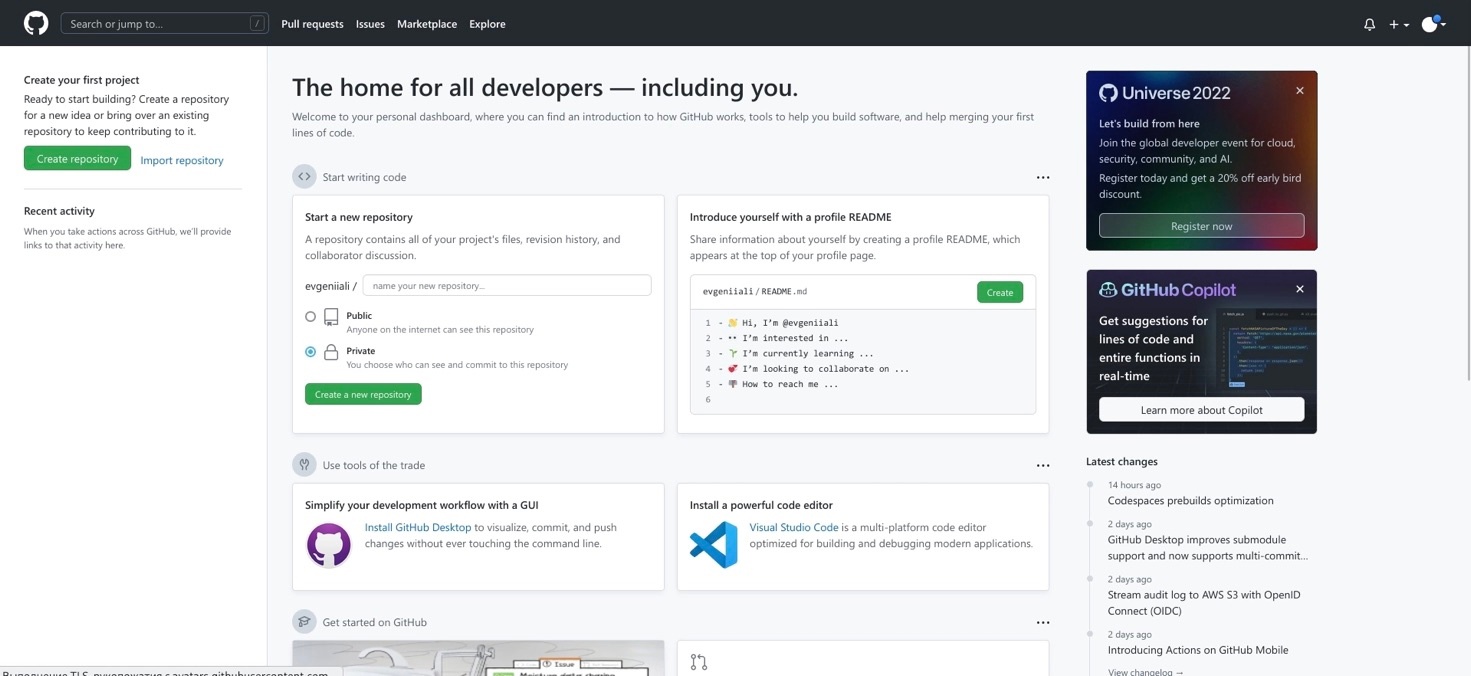 Search or jump to...
/
Pull requests
Issues
Marketplace
Explore
Create your first project
Ready to start building? Create a repository
for a new idea or bring over an existing
repository to keep contributing to it.
Create repository
Import repository
Recent activity
When you take actions across GitHub, we'll provide
links to that activity here.
The home for all developers — including you.
Welcome to your personal dashboard, where you can find an introduction to how GitHub works, tools to help you build software, and help merging your first
lines of code.
Start writing code
Start a new repository
A repository contains all of your project's files, revision history, and
collaborator discussion.
evgeniiali /
name your new repository...
Public
Anyone on the internet can see this repository
Private
You choose who can see and commit to this repository
Create a new repository
Introduce yourself with a profile README
Share information about yourself by creating a profile README, which
appears at the top of your profile page.
evgeniiali / README.md
Create
1 - 👋 Hi, I'm @evgeniiali
2 - 👀 I'm interested in ...
3 - 🌱 I'm currently learning ...
4 - 💞️ I'm looking to collaborate on ...
5 - 📫 How to reach me ...
6
Use tools of the trade
Simplify your development workflow with a GUI
Install GitHub Desktop to visualize, commit, and push
changes without ever touching the command line.
Install a powerful code editor
Visual Studio Code is a multi-platform code editor
optimized for building and debugging modern applications.
Get started on GitHub
Issue
Universe2022
Let's build from here
Join the global developer event for cloud,
security, community, and AI.
Register today and get a 20% off early bird
discount.
Register now
GitHub Copilot
Get suggestions for
lines of code and
entire functions in
real-time
Learn more about Copilot
Latest changes
14 hours ago
Codespaces prebuilds optimization
2 days ago
GitHub Desktop improves submodule
support and now supports multi-commit...
2 days ago
Stream audit log to AWS S3 with OpenID
Connect (OIDC)
2 days ago
Introducing Actions on GitHub Mobile
View changelog →
Выполнение TLS-рукопожатия с avatars.githubusercontent.com...